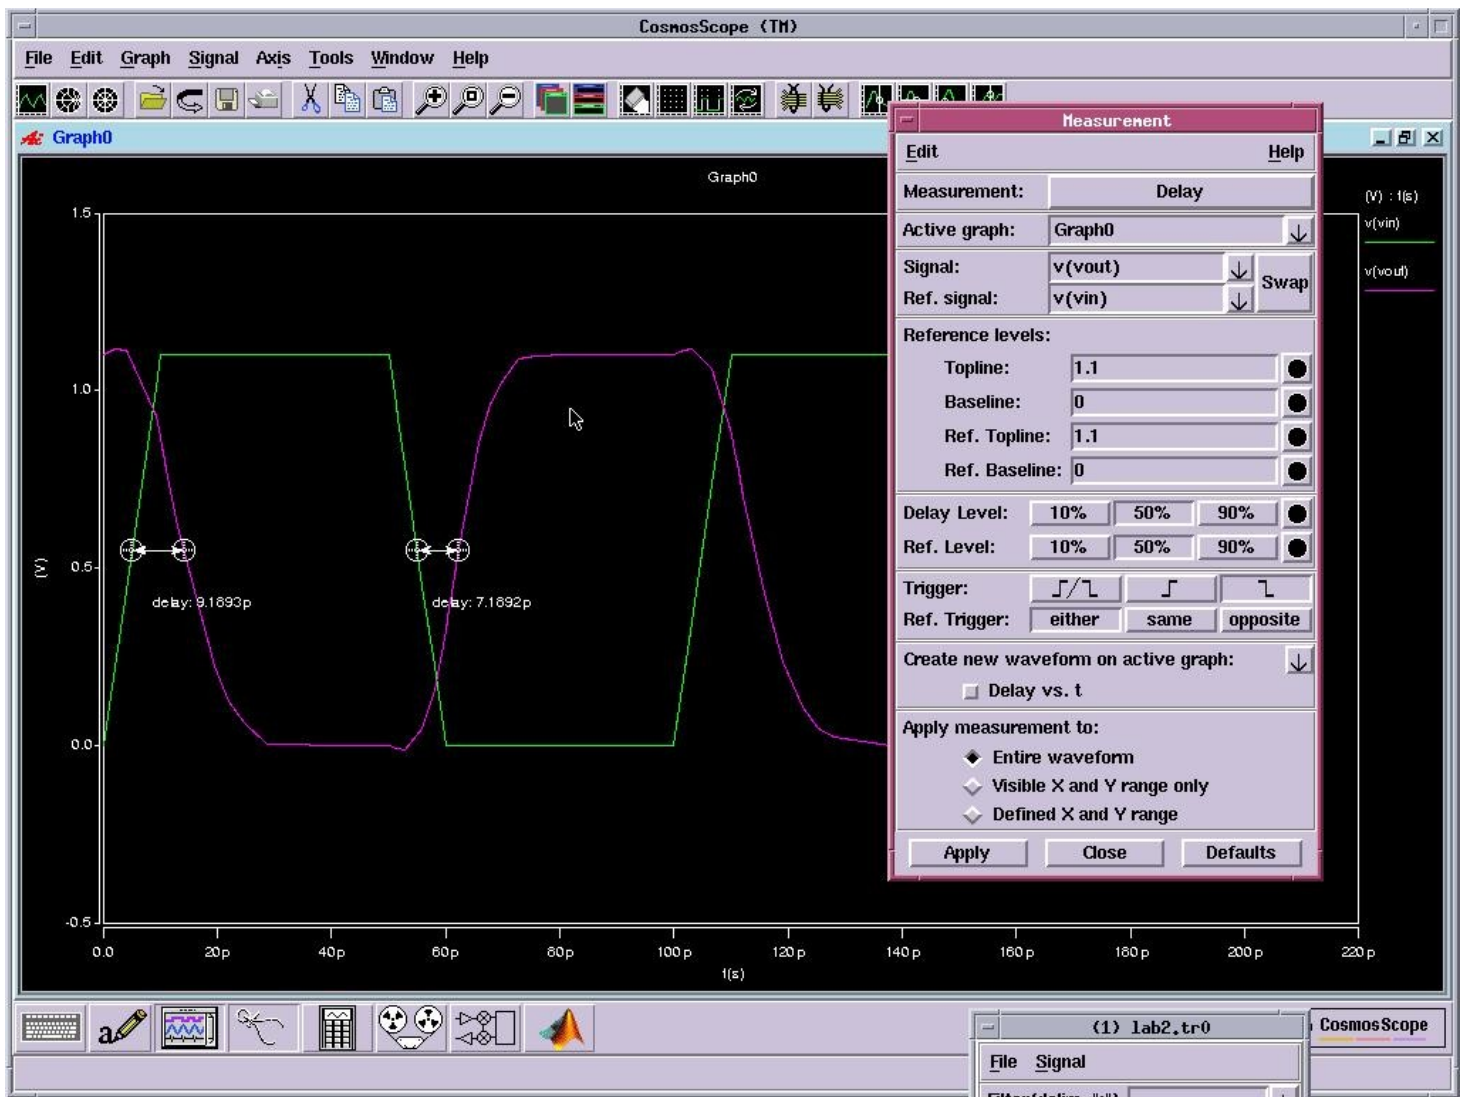 CosmosScope (TM)
File Edit Graph Signal Axis Tools Window Help
Graph0
Graph0
(V) : t(s)
v(vin)
v(vout)
1.5
1.0
0.5
0.0
-0.5
(V)
delay: 9.1893p
delay: 7.1892p
0.0 20p 40p 60p 80p 100p 120p 140p 160p 180p 200p 220p
t(s)
Measurement
Edit Help
Measurement: Delay
Active graph: Graph0
Signal: v(vout)
Swap
Ref. signal: v(vin)
Reference levels:
Topline: 1.1
Baseline: 0
Ref. Topline: 1.1
Ref. Baseline: 0
Delay Level: 10% 50% 90%
Ref. Level: 10% 50% 90%
Trigger:
Ref. Trigger: either same opposite
Create new waveform on active graph:
Delay vs. t
Apply measurement to:
Entire waveform
Visible X and Y range only
Defined X and Y range
Apply Close Defaults
a
(1) lab2.tr0
CosmosScope
File Signal